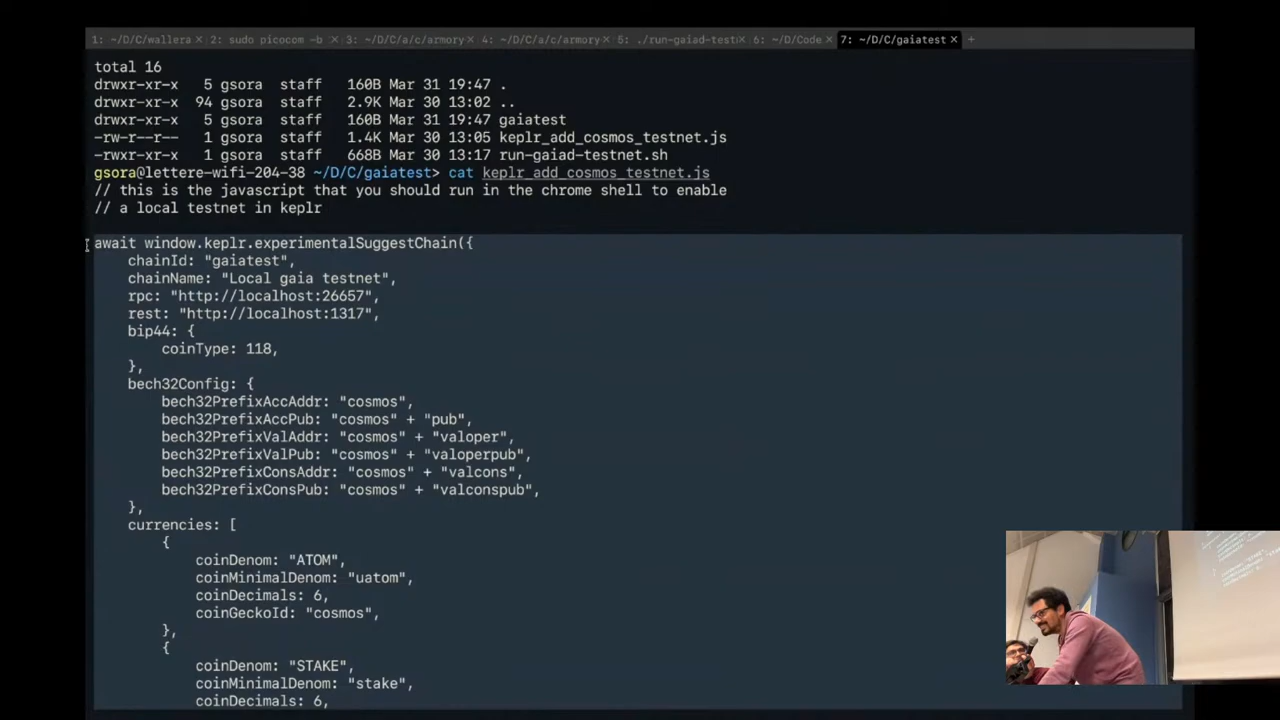 1: ~/D/C/wallera × 2: sudo picocom -b × 3: ~/D/C/a/c/armory× 4: ~/D/C/a/c/armory× 5: ./run-gaiad-testn× 6: ~/D/Code × 7: ~/D/C/gaiatest × +
total 16
drwxr-xr-x 5 gsora staff 160B Mar 31 19:47 .
drwxr-xr-x 94 gsora staff 2.9K Mar 30 13:02 ..
drwxr-xr-x 5 gsora staff 160B Mar 31 19:47 gaiatest
-rw-r--r-- 1 gsora staff 1.4K Mar 30 13:05 keplr_add_cosmos_testnet.js
-rwxr-xr-x 1 gsora staff 668B Mar 30 13:17 run-gaiad-testnet.sh
gsora@lettere-wifi-204-38 ~/D/C/gaiatest> cat keplr_add_cosmos_testnet.js
// this is the javascript that you should run in the chrome shell to enable
// a local testnet in keplr
await window.keplr.experimentalSuggestChain({
chainId: "gaiatest",
chainName: "Local gaia testnet",
rpc: "http://localhost:26657",
rest: "http://localhost:1317",
bip44: {
coinType: 118,
},
bech32Config: {
bech32PrefixAccAddr: "cosmos",
bech32PrefixAccPub: "cosmos" + "pub",
bech32PrefixValAddr: "cosmos" + "valoper",
bech32PrefixValPub: "cosmos" + "valoperpub",
bech32PrefixConsAddr: "cosmos" + "valcons",
bech32PrefixConsPub: "cosmos" + "valconspub",
},
currencies: [
{
coinDenom: "ATOM",
coinMinimalDenom: "uatom",
coinDecimals: 6,
coinGeckoId: "cosmos",
},
{
coinDenom: "STAKE",
coinMinimalDenom: "stake",
coinDecimals: 6,